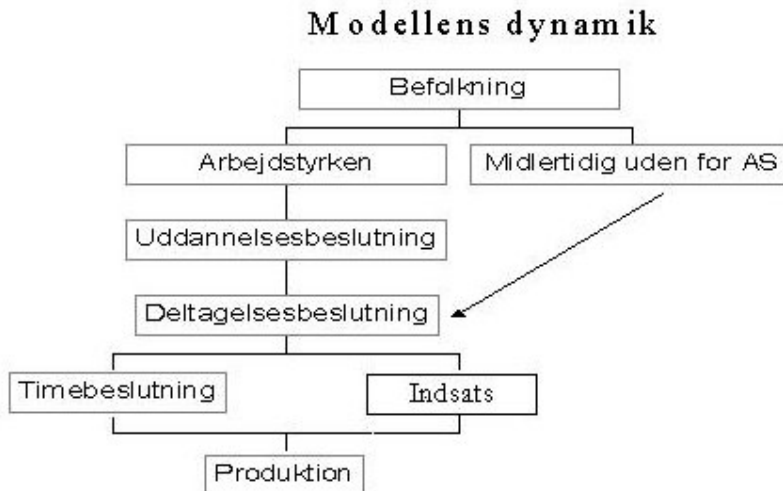 Modellens dynamik
Befolkning
Arbejdstyrken
Midlertidig uden for AS
Uddannelsesbeslutning
Deltagelsesbeslutning
Timebeslutning
Indsats
Produktion